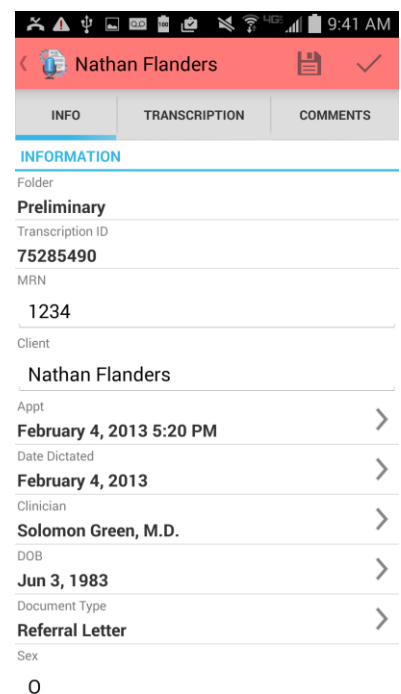 4G
9:41 AM
Nathan Flanders
INFO TRANSCRIPTION COMMENTS
INFORMATION
Folder
Preliminary
Transcription ID
75285490
MRN
1234
Client
Nathan Flanders
Appt
February 4, 2013 5:20 PM
Date Dictated
February 4, 2013
Clinician
Solomon Green, M.D.
DOB
Jun 3, 1983
Document Type
Referral Letter
Sex
O